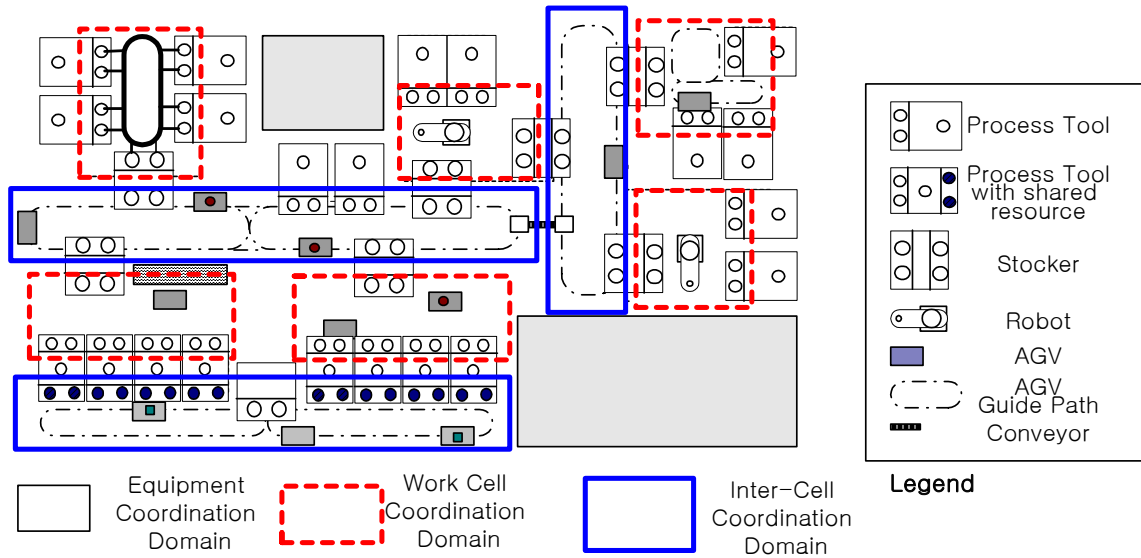 Process Tool
Process Tool
with shared
resource
Stocker
Robot
AGV
AGV
Guide Path
Conveyor
Legend
Equipment
Coordination
Domain
Work Cell
Coordination
Domain
Inter-Cell
Coordination
Domain